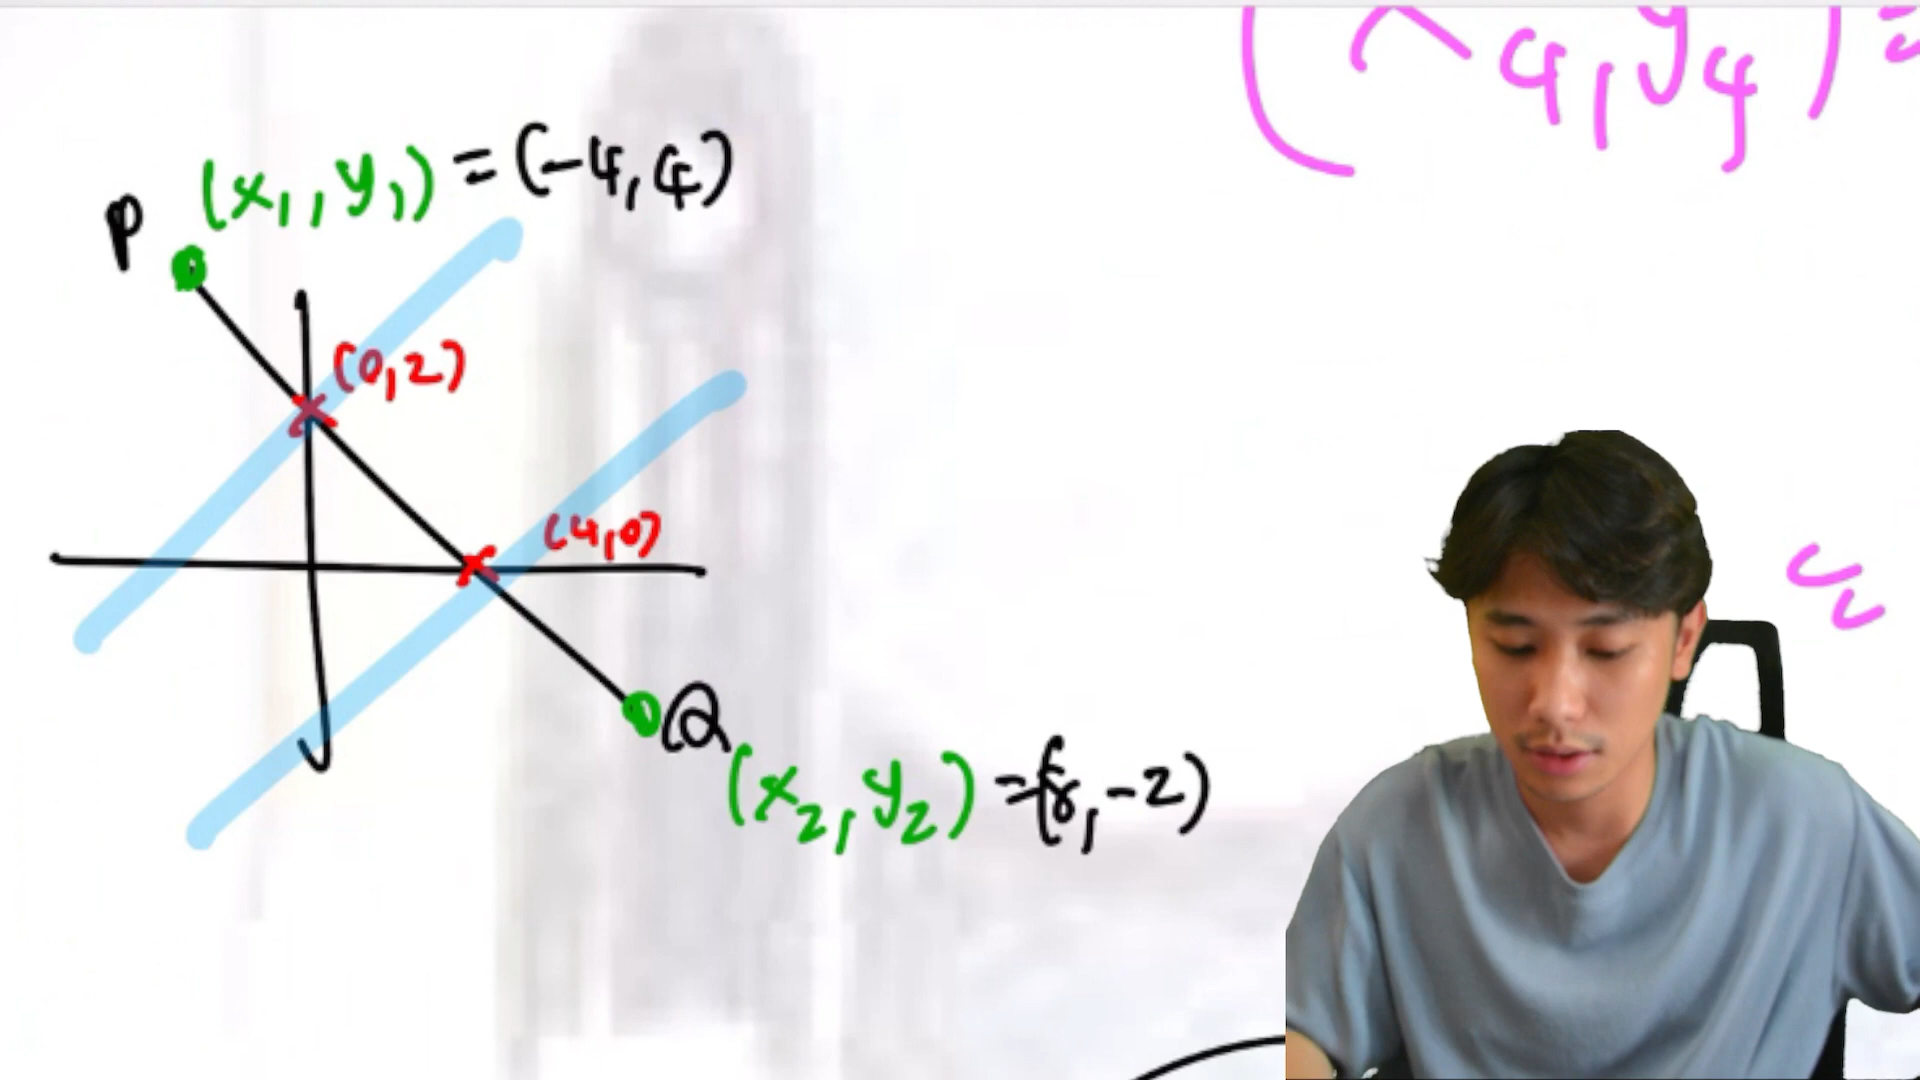 (x₄, y₄) =
P (x₁, y₁) = (-4, 4)
(0, 2)
(4, 0)
Q
(x₂, y₂) = (8, -2)